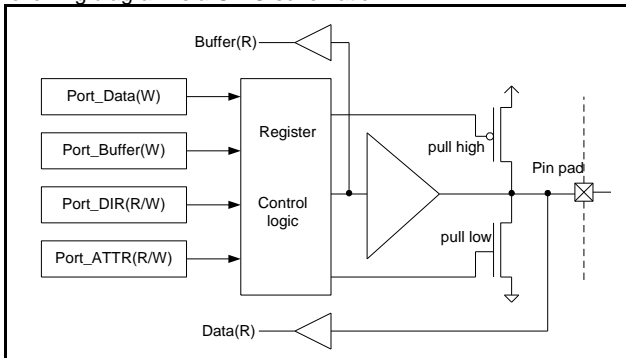 Buffer(R)
Port_Data(W)
Port_Buffer(W)
Port_DIR(R/W)
Port_ATTR(R/W)
Register
Control
logic
pull high
Pin pad
pull low
Data(R)